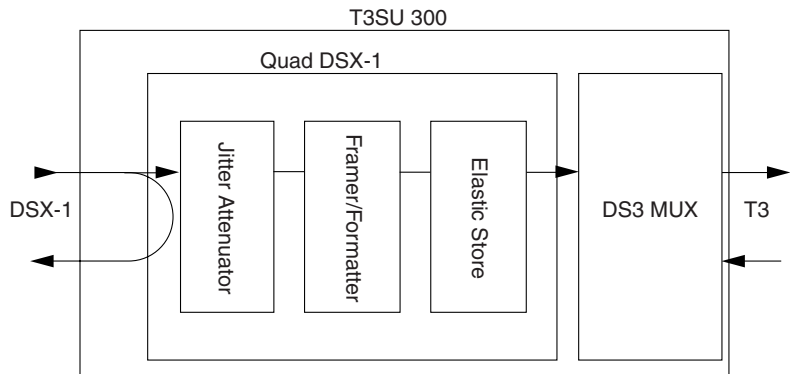 T3SU 300
Quad DSX-1
Jitter Attenuator
Framer/Formatter
Elastic Store
DSX-1
DS3 MUX
T3